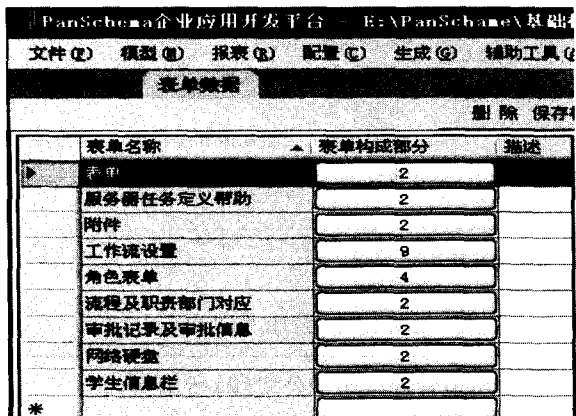 PanSchema企业应用开发平台 - E:\PanSchame\基础
文件(F) 模型(M) 报表(R) 配置(C) 生成(G) 辅助工具(
表单数据
删 除 保存
表单名称 表单构成部分 描述
表单 2
服务器任务定义帮助 2
附件 2
工作流设置 9
角色表单 4
流程及职责部门对应 2
审批记录及审批信息 2
网络硬盘 2
学生信息栏 2
*